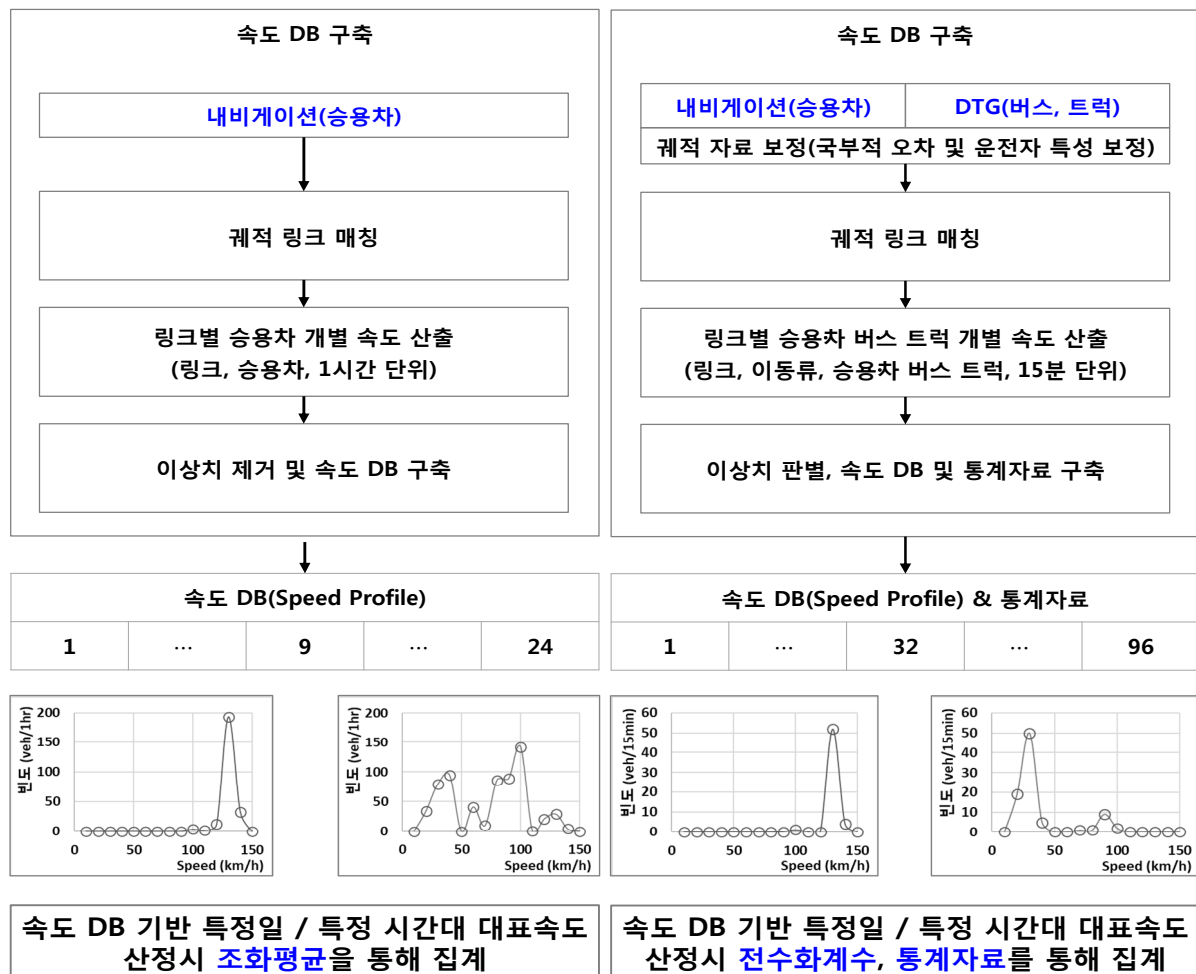 속도 DB 구축
내비게이션(승용차)
궤적 링크 매칭
링크별 승용차 개별 속도 산출
(링크, 승용차, 1시간 단위)
이상치 제거 및 속도 DB 구축
속도 DB(Speed Profile)
1 ... 9 ... 24
빈도 (veh/1hr)
200
150
100
50
0
0 50 100 150
Speed (km/h)
빈도 (veh/1hr)
200
150
100
50
0
0 50 100 150
Speed (km/h)
속도 DB 기반 특정일 / 특정 시간대 대표속도
산정시 조화평균을 통해 집계
속도 DB 구축
내비게이션(승용차) DTG(버스, 트럭)
궤적 자료 보정(국부적 오차 및 운전자 특성 보정)
궤적 링크 매칭
링크별 승용차 버스 트럭 개별 속도 산출
(링크, 이동류, 승용차 버스 트럭, 15분 단위)
이상치 판별, 속도 DB 및 통계자료 구축
속도 DB(Speed Profile) & 통계자료
1 ... 32 ... 96
빈도 (veh/15min)
60
50
40
30
20
10
0
0 50 100 150
Speed (km/h)
빈도 (veh/15min)
60
50
40
30
20
10
0
0 50 100 150
Speed (km/h)
속도 DB 기반 특정일 / 특정 시간대 대표속도
산정시 전수화계수, 통계자료를 통해 집계